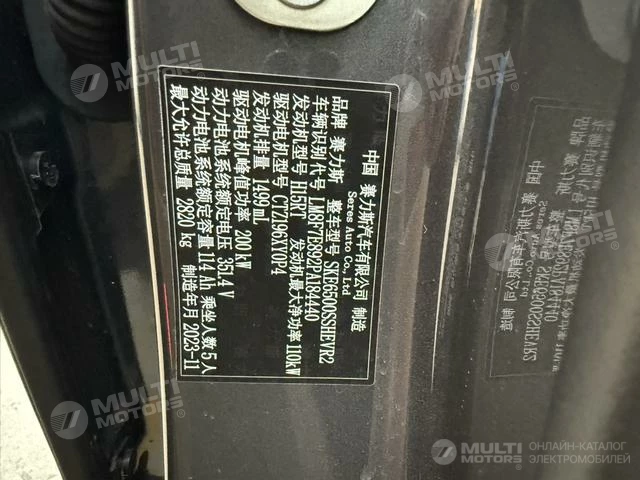 中国 赛力斯汽车有限公司 制造
Seres Auto Co., Ltd
品牌 赛力斯 整车型号 SKE6500SSHEVR2
车辆识别代号 LM8F7E892PA184440
发动机型号 H15RT 发动机最大净功率 110kW
驱动电机型号 CTZ196XY0P4
发动机排量 1499 mL
驱动电机峰值功率 200 kW
动力电池系统额定电压 351.4 V
动力电池系统额定容量 114 Ah 乘坐人数 5 人
最大允许总质量 2820 kg 制造年月 2023-11
MULTI MOTORS®
MULTI MOTORS®
MULTI MOTORS®
MULTI MOTORS®
MULTI MOTORS®
ОНЛАЙН-КАТАЛОГ
ЭЛЕКТРОМОБИЛЕЙ